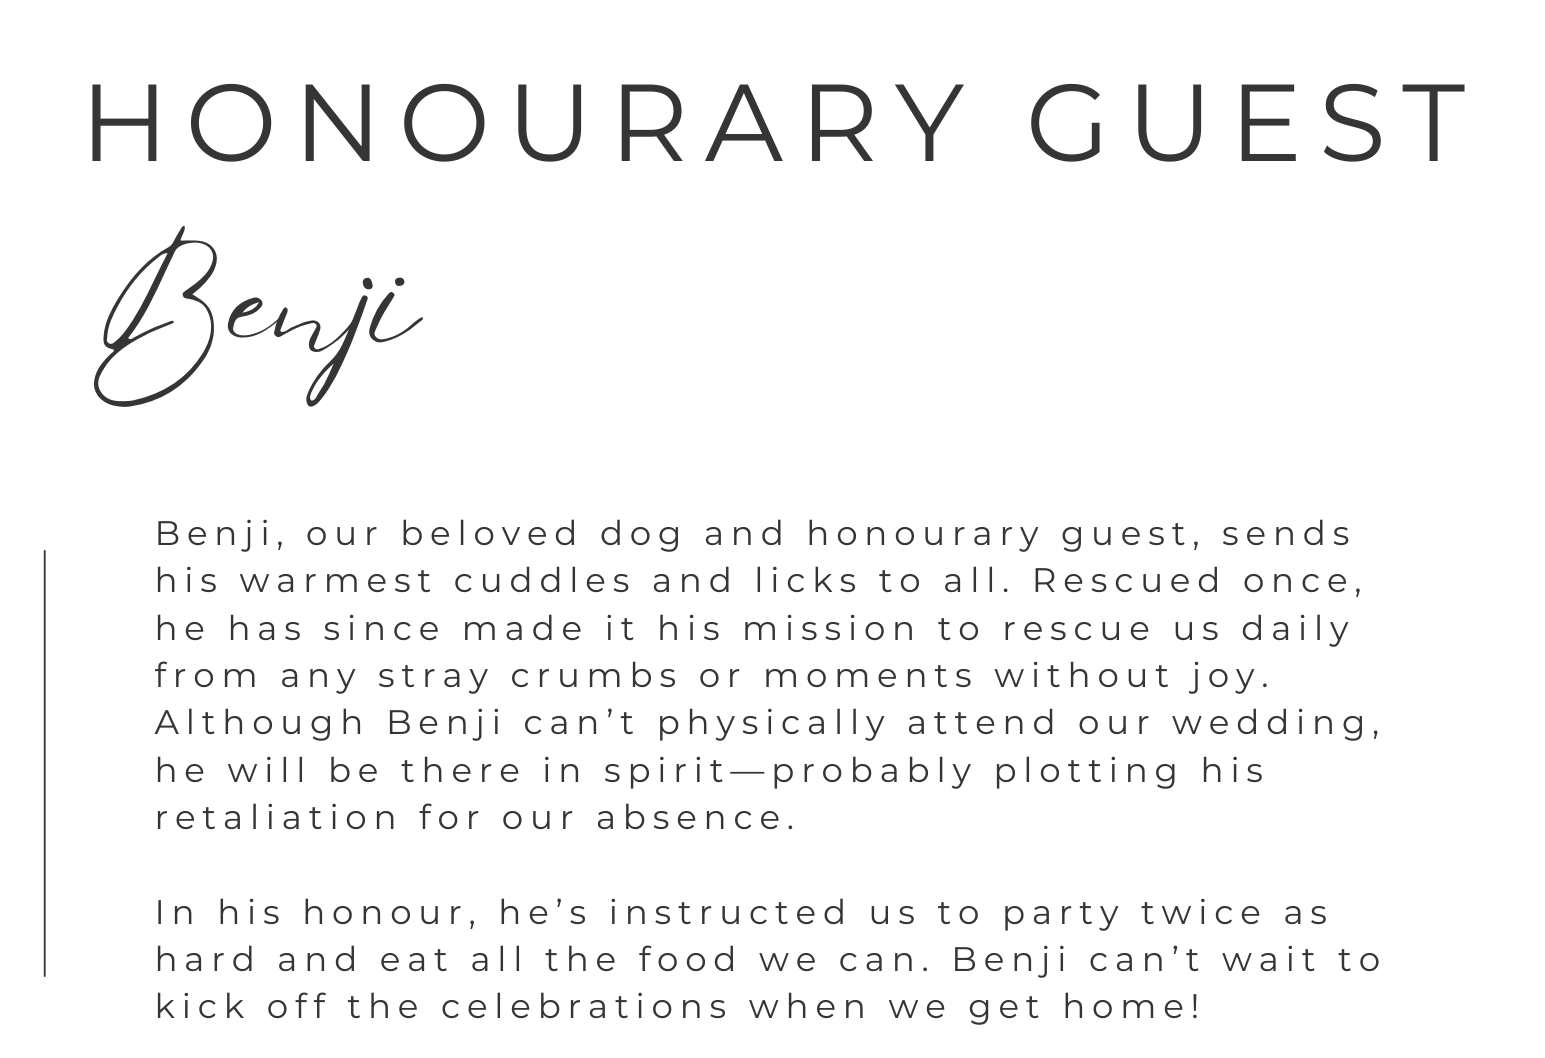 HONOURARY GUEST
Benji
Benji, our beloved dog and honourary guest, sends
his warmest cuddles and licks to all. Rescued once,
he has since made it his mission to rescue us daily
from any stray crumbs or moments without joy.
Although Benji can’t physically attend our wedding,
he will be there in spirit—probably plotting his
retaliation for our absence.
In his honour, he’s instructed us to party twice as
hard and eat all the food we can. Benji can’t wait to
kick off the celebrations when we get home!